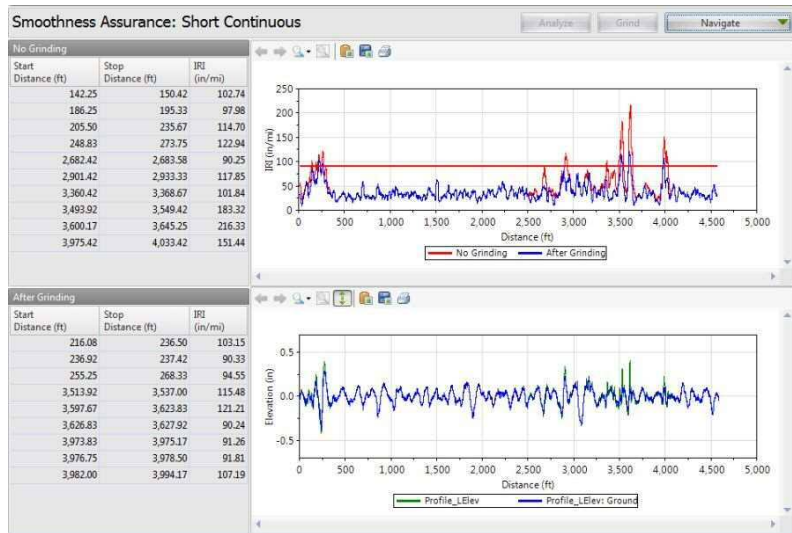 Smoothness Assurance: Short Continuous
Analyze Grind Navigate
No Grinding
Start Distance (ft) Stop Distance (ft) IRI (in/mi)
142.25 150.42 102.74
186.25 195.33 97.98
205.50 235.67 114.70
248.83 273.75 122.94
2,682.42 2,683.58 90.25
2,901.42 2,933.33 117.85
3,360.42 3,368.67 101.84
3,493.92 3,549.42 183.32
3,600.17 3,645.25 216.33
3,975.42 4,033.42 151.44
IRI (in/mi)
250
200
150
100
50
0
0 500 1,000 1,500 2,000 2,500 3,000 3,500 4,000 4,500 5,000
Distance (ft)
No Grinding After Grinding
After Grinding
Start Distance (ft) Stop Distance (ft) IRI (in/mi)
216.08 236.50 103.15
236.92 237.42 90.33
255.25 268.33 94.55
3,513.92 3,537.00 115.48
3,597.67 3,623.83 121.21
3,626.83 3,627.92 90.24
3,973.83 3,975.17 91.26
3,976.75 3,978.50 91.81
3,982.00 3,994.17 107.19
Elevation (in)
0.5
0.0
-0.5
0 500 1,000 1,500 2,000 2,500 3,000 3,500 4,000 4,500 5,000
Distance (ft)
Profile_LElev Profile_LElev: Ground